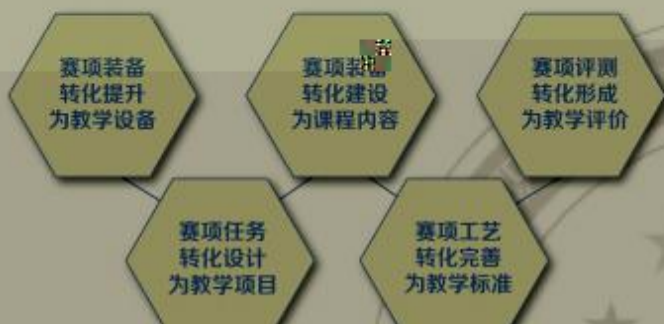 赛项装备
转化提升
为教学设备
赛项装
转化建设
为课程内容
赛项评测
转化形成
为教学评价
赛项任务
转化设计
为教学项目
赛项工艺
转化完善
为教学标准